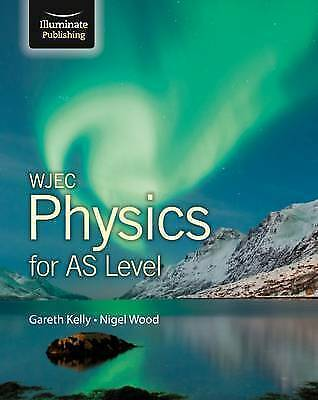 Illuminate
Publishing
WJEC
Physics
for AS Level
Gareth Kelly • Nigel Wood